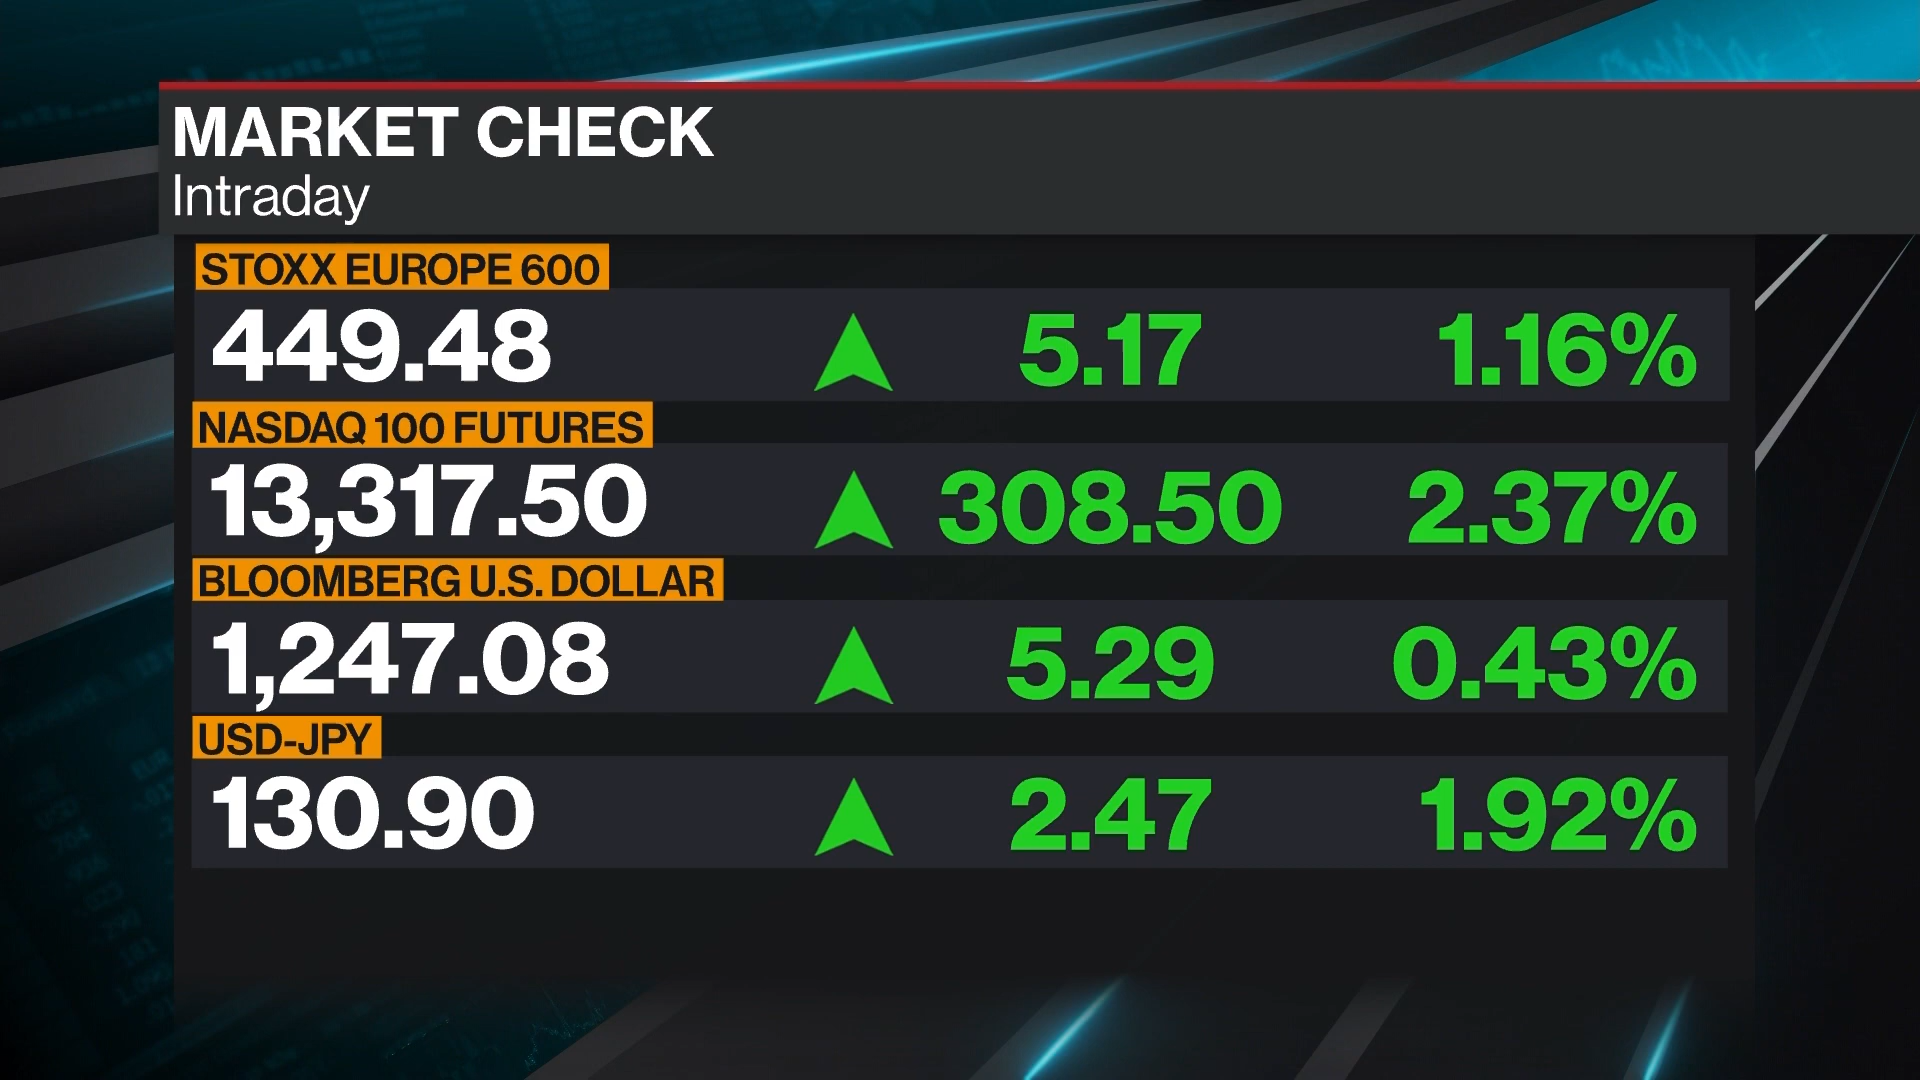 MARKET CHECK
Intraday
STOXX EUROPE 600
449.48 5.17 1.16%
NASDAQ 100 FUTURES
13,317.50 308.50 2.37%
BLOOMBERG U.S. DOLLAR
1,247.08 5.29 0.43%
USD-JPY
130.90 2.47 1.92%